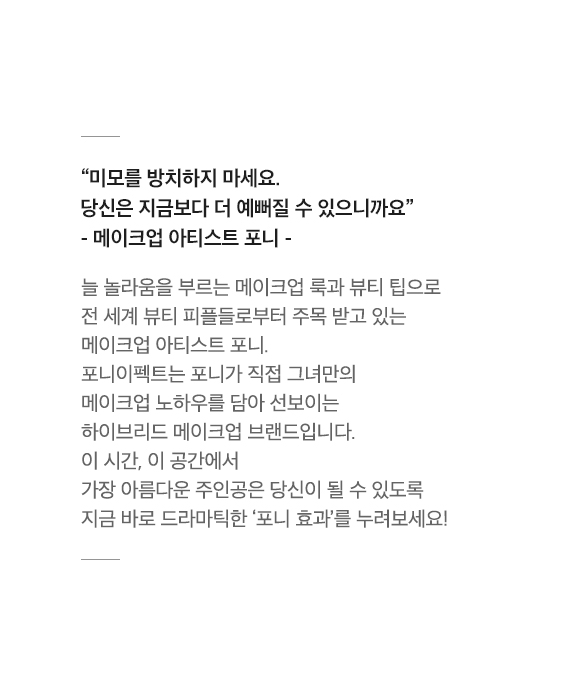 “미모를 방치하지 마세요.
당신은 지금보다 더 예뻐질 수 있으니까요”
- 메이크업 아티스트 포니 -
늘 놀라움을 부르는 메이크업 룩과 뷰티 팁으로
전 세계 뷰티 피플들로부터 주목 받고 있는
메이크업 아티스트 포니.
포니이펙트는 포니가 직접 그녀만의
메이크업 노하우를 담아 선보이는
하이브리드 메이크업 브랜드입니다.
이 시간, 이 공간에서
가장 아름다운 주인공은 당신이 될 수 있도록
지금 바로 드라마틱한 ‘포니 효과’를 누려보세요!